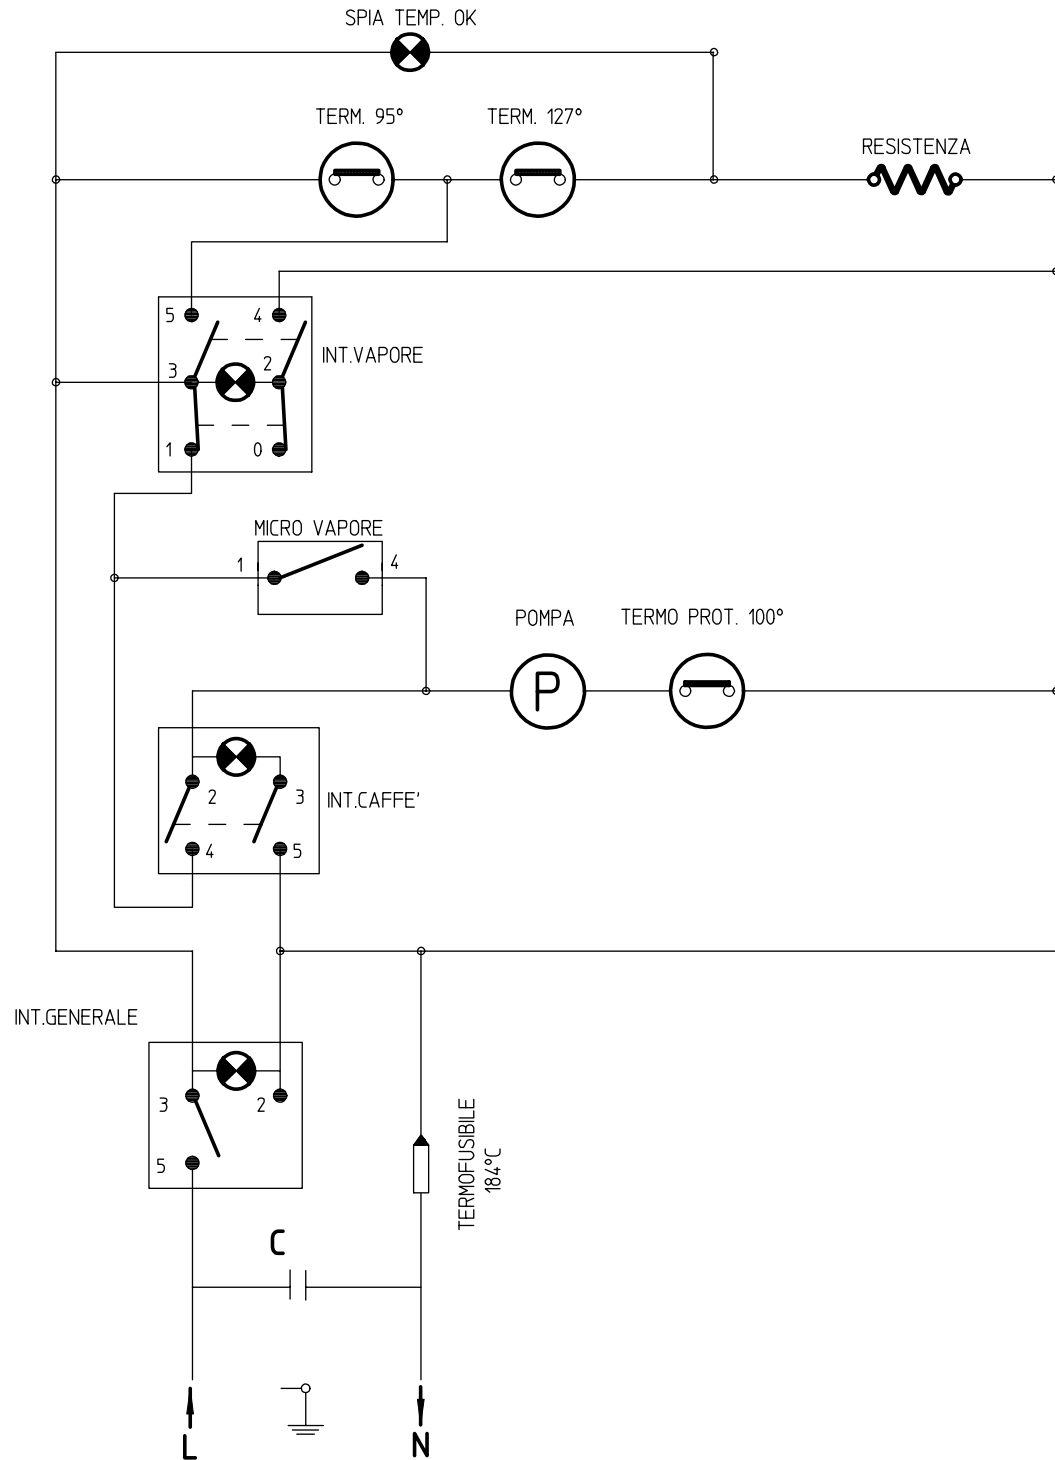 SPIA TEMP. OK
TERM. 95°
TERM. 127°
RESISTENZA
5
4
INT.VAPORE
3
2
1
0
MICRO VAPORE
1
4
POMPA
TERMO PROT. 100°
P
2
3
INT.CAFFE'
4
5
INT.GENERALE
3
2
5
TERMOFUSIBILE
184°C
C
L
N